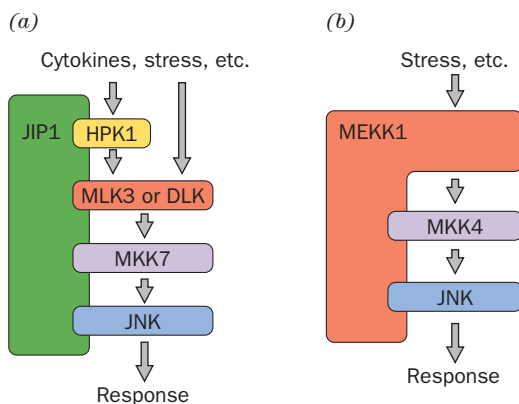 (a)
Cytokines, stress, etc.
JIP1
HPK1
MLK3 or DLK
MKK7
JNK
Response
(b)
Stress, etc.
MEKK1
MKK4
JNK
Response